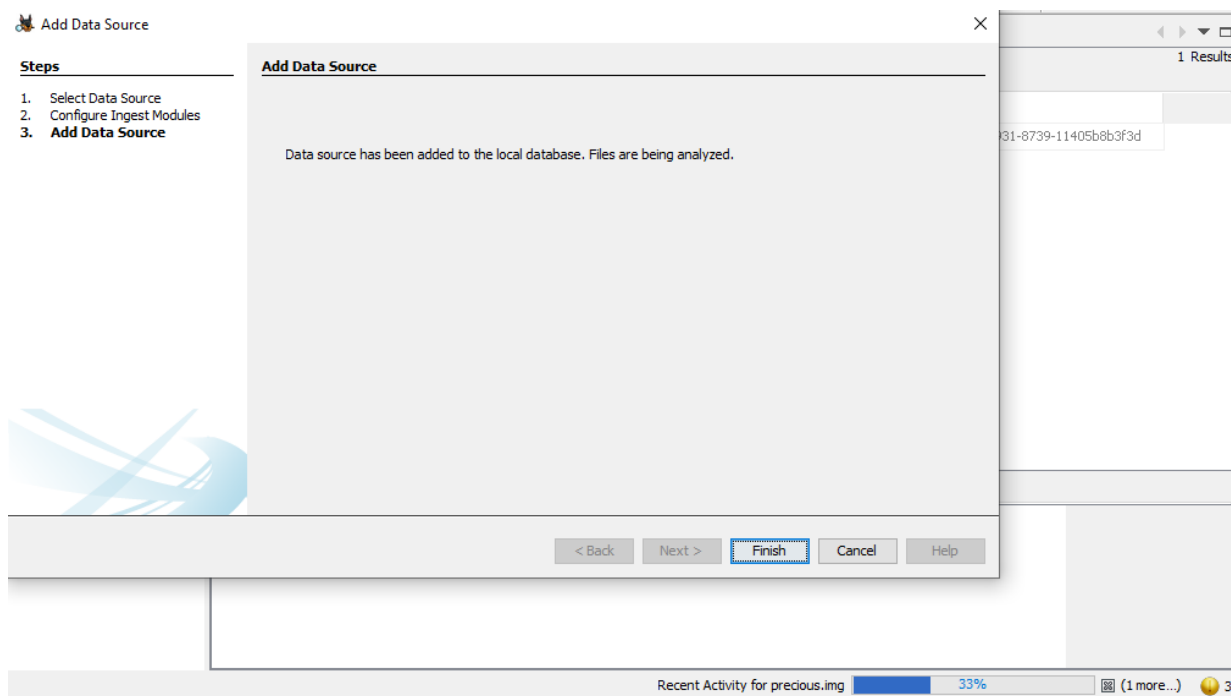 Add Data Source
1 Results
Steps
Add Data Source
1. Select Data Source
2. Configure Ingest Modules
3. Add Data Source
931-8739-11405b8b3f3d
Data source has been added to the local database. Files are being analyzed.
< Back Next > Finish Cancel Help
Recent Activity for precious.img 33% (1 more...) 3